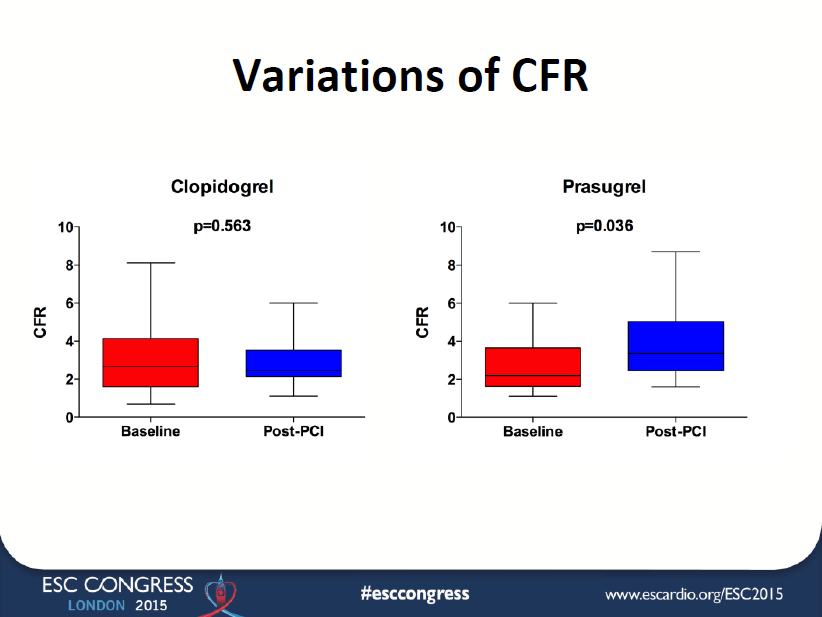 Variations of CFR
Clopidogrel
p=0.563
10
8
6
4
2
0
CFR
Baseline
Post-PCI
Prasugrel
p=0.036
10
8
6
4
2
0
CFR
Baseline
Post-PCI
ESC CONGRESS
LONDON 2015
#esccongress
www.escardio.org/ESC2015